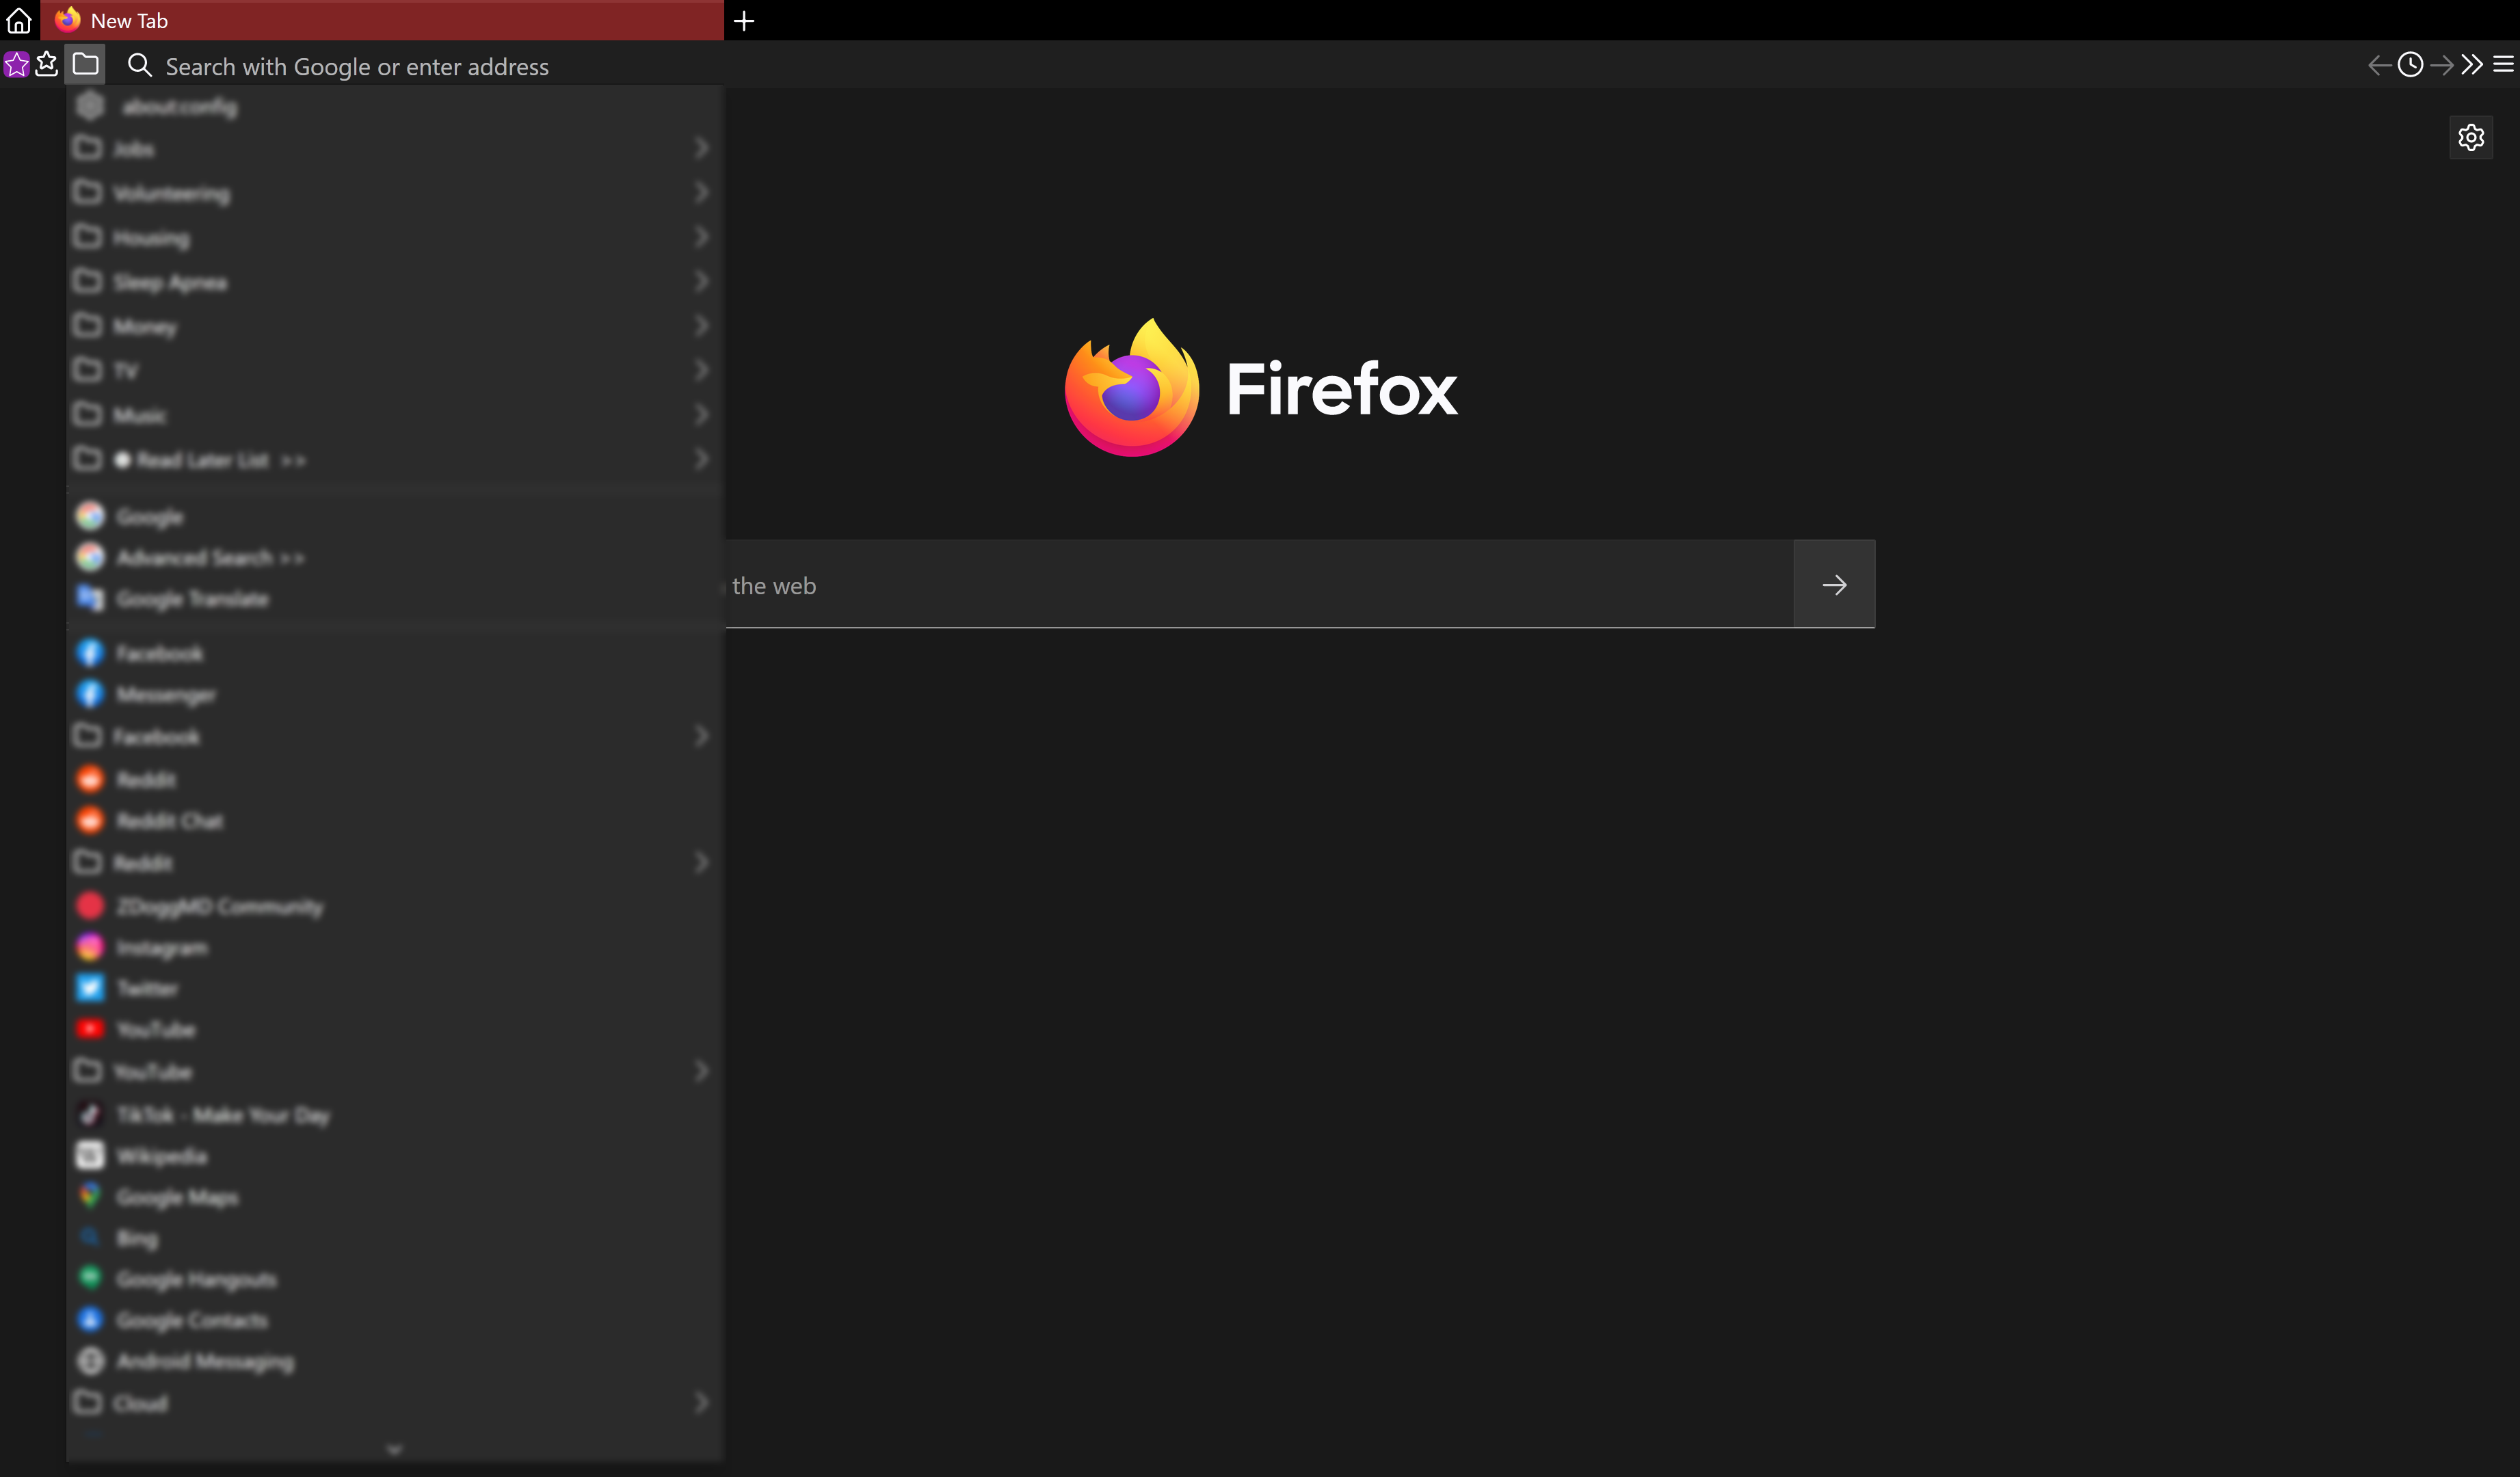 New Tab
Search with Google or enter address
about:config
Jobs
Volunteering
Housing
Sleep Apnea
Money
TV
Music
Read Later List >>
Google
Advanced Search >>
Google Translate
Firefox
the web
Facebook
Messenger
Facebook
Reddit
Reddit Chat
Reddit
ZDoggMD Community
Instagram
Twitter
YouTube
YouTube
TikTok - Make Your Day
Wikipedia
Google Maps
Bing
Google Hangouts
Google Contacts
Android Messaging
Cloud